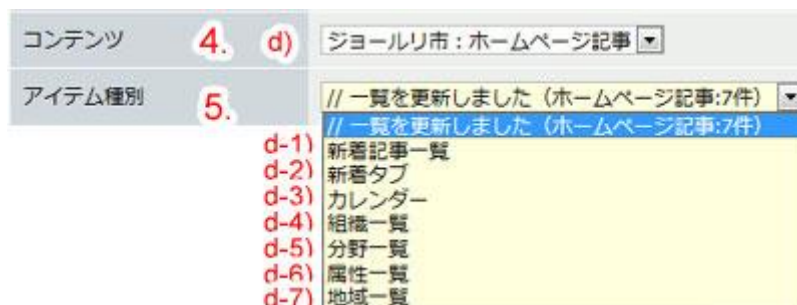 コンテンツ 4. d) ジョールリ市：ホームページ記事
アイテム種別 5. // 一覧を更新しました（ホームページ記事:7件）
// 一覧を更新しました（ホームページ記事:7件）
d-1) 新着記事一覧
d-2) 新着タブ
d-3) カレンダー
d-4) 組織一覧
d-5) 分野一覧
d-6) 属性一覧
d-7) 地域一覧